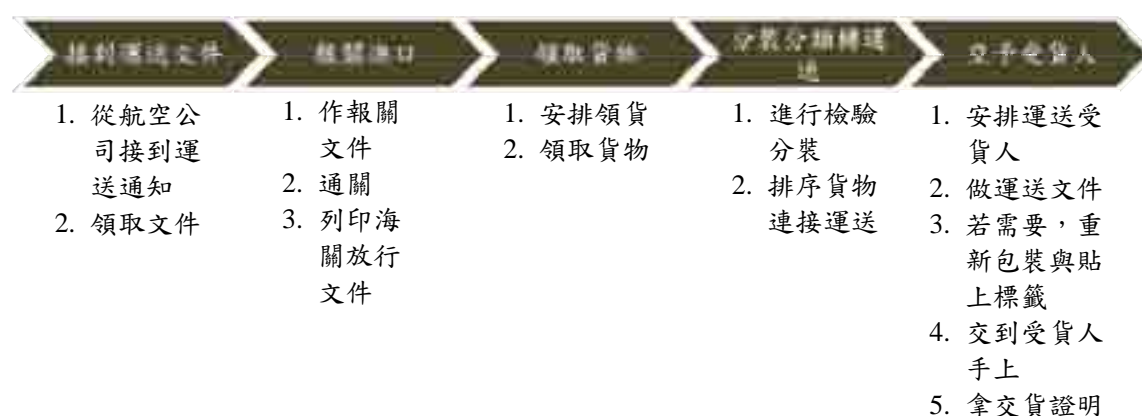 接到運送文件
報關進口
領取貨物
分裝分類轉運
送
交予受貨人
1. 從航空公
司接到運
送通知
2. 領取文件
1. 作報關
文件
2. 通關
3. 列印海
關放行
文件
1. 安排領貨
2. 領取貨物
1. 進行檢驗
分裝
2. 排序貨物
連接運送
1. 安排運送受
貨人
2. 做運送文件
3. 若需要，重
新包裝與貼
上標籤
4. 交到受貨人
手上
5. 拿交貨證明